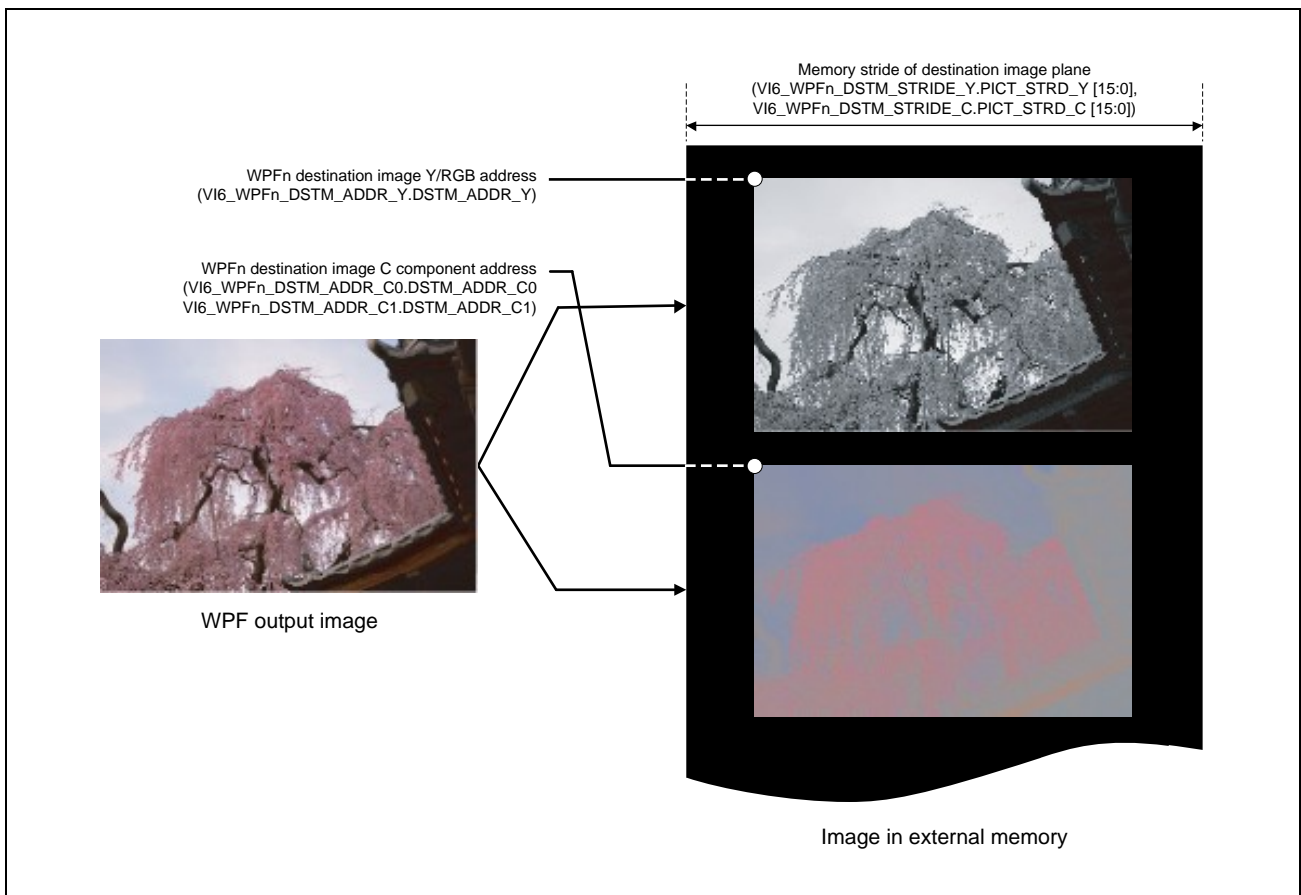 Memory stride of destination image plane
(VI6_WPFn_DSTM_STRIDE_Y.PICT_STRD_Y [15:0],
VI6_WPFn_DSTM_STRIDE_C.PICT_STRD_C [15:0])
WPFn destination image Y/RGB address
(VI6_WPFn_DSTM_ADDR_Y.DSTM_ADDR_Y)
WPFn destination image C component address
(VI6_WPFn_DSTM_ADDR_C0.DSTM_ADDR_C0
VI6_WPFn_DSTM_ADDR_C1.DSTM_ADDR_C1)
WPF output image
Image in external memory